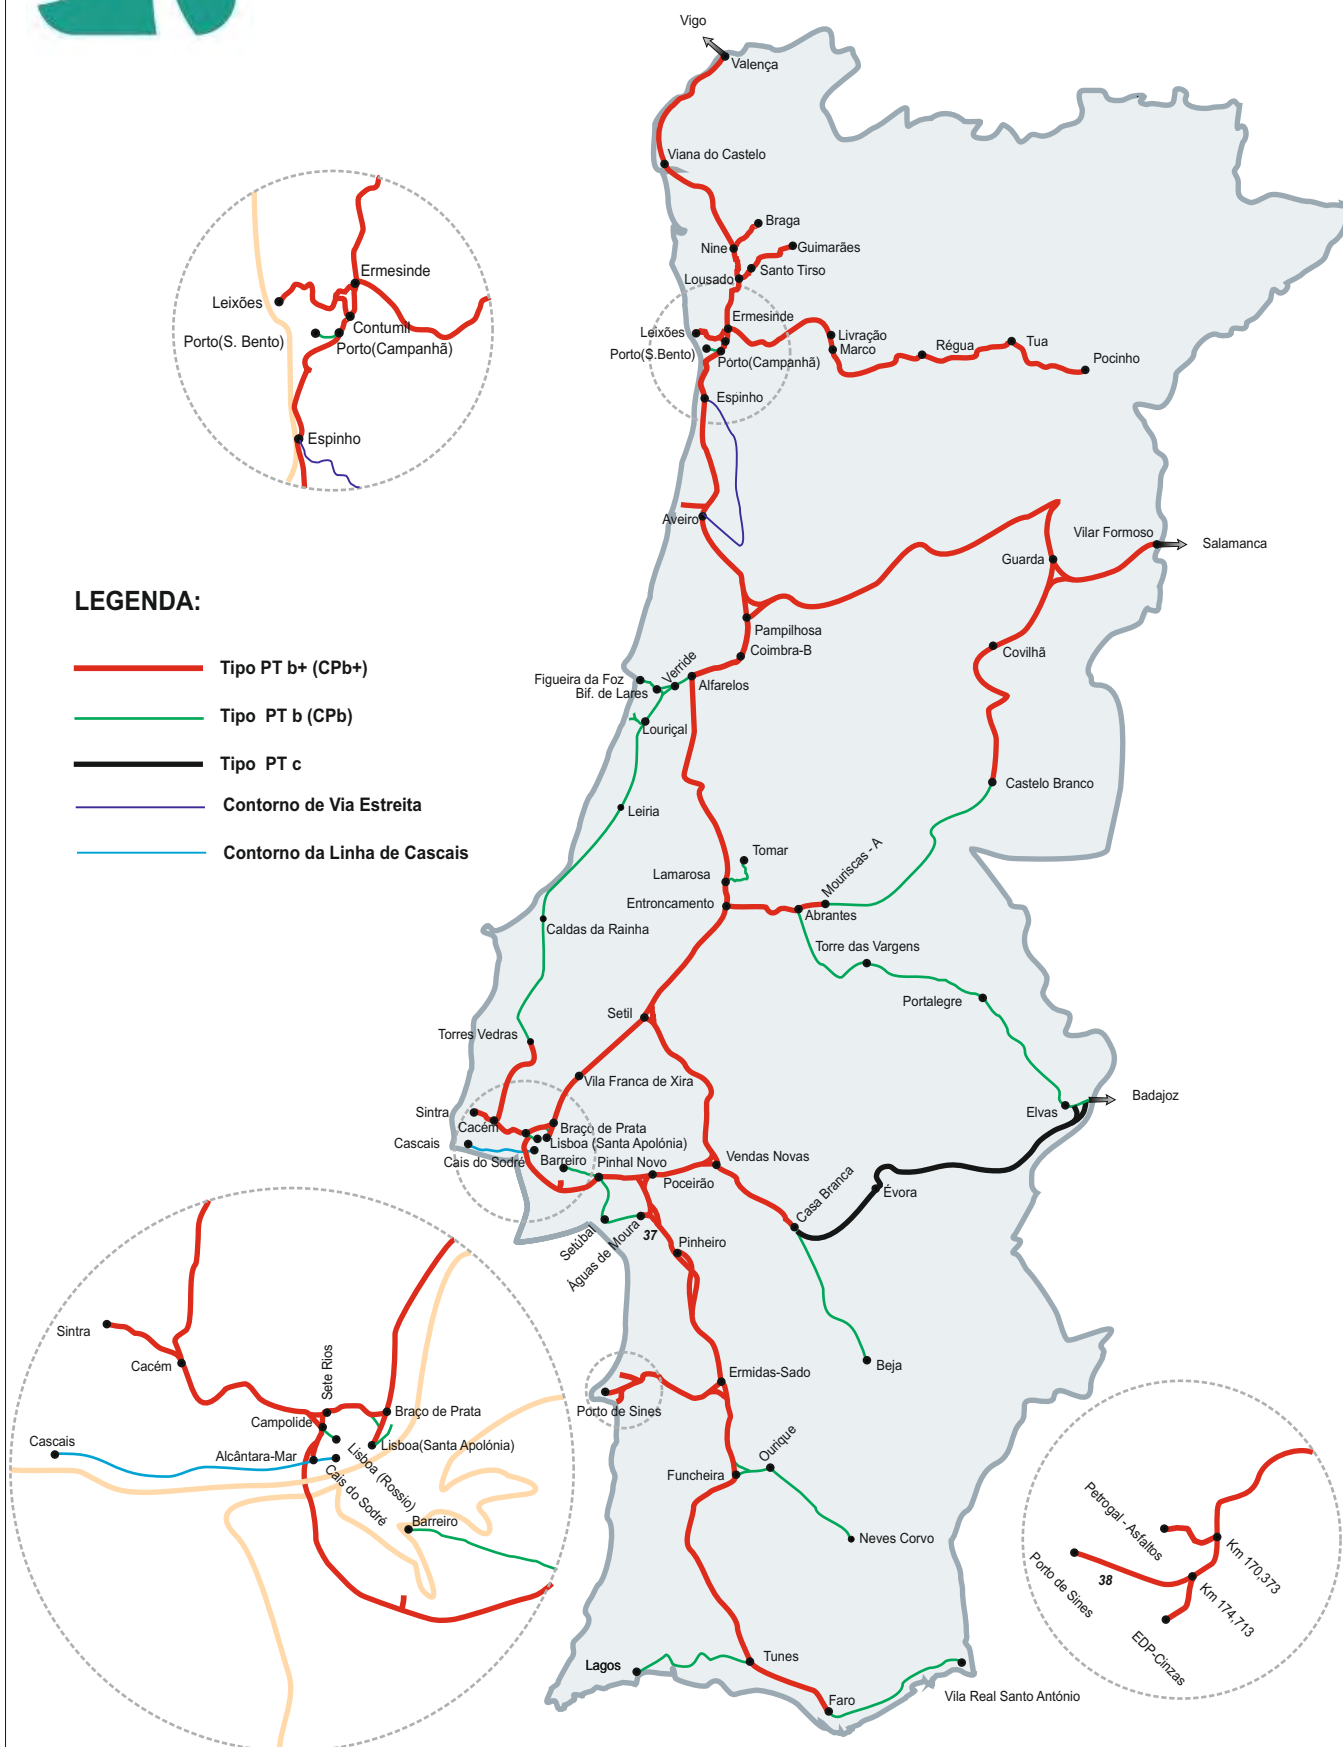 Vigo
Valença
Viana do Castelo
Braga
Nine
Guimarães
Santo Tirso
Lousado
Ermesinde
Leixões
Livração
Porto(S.Bento)
Marco
Porto(Campanhã)
Régua
Tua
Pocinho
Espinho
Ermesinde
Leixões
Contumil
Porto(S. Bento)
Porto(Campanhã)
Espinho
Aveiro
Vilar Formoso
Salamanca
Guarda
LEGENDA:
Tipo PT b+ (CPb+)
Tipo PT b (CPb)
Tipo PT c
Contorno de Via Estreita
Contorno da Linha de Cascais
Pampilhosa
Coimbra-B
Covilhã
Verride
Figueira da Foz
Alfarelos
Bif. de Lares
Louriçal
Castelo Branco
Leiria
Tomar
Mouriscas - A
Lamarosa
Entroncamento
Abrantes
Caldas da Rainha
Torre das Vargens
Portalegre
Setil
Torres Vedras
Vila Franca de Xira
Badajoz
Sintra
Elvas
Cacém
Braço de Prata
Cascais
Lisboa (Santa Apolónia)
Cais do Sodré
Barreiro
Pinhal Novo
Vendas Novas
Poceirão
Casa Branca
Évora
Setúbal
Águas de Moura
37
Pinheiro
Ermidas-Sado
Beja
Porto de Sines
Ourique
Funcheira
Neves Corvo
Lagos
Tunes
Faro
Vila Real Santo António
Sintra
Cacém
Sete Rios
Campolide
Braço de Prata
Cascais
Alcântara-Mar
Lisboa(Santa Apolónia)
Lisboa (Rossio)
Cais do Sodré
Barreiro
Petrogal - Asfaltos
Km 170,373
Porto de Sines
38
Km 174,713
EDP-Cinzas